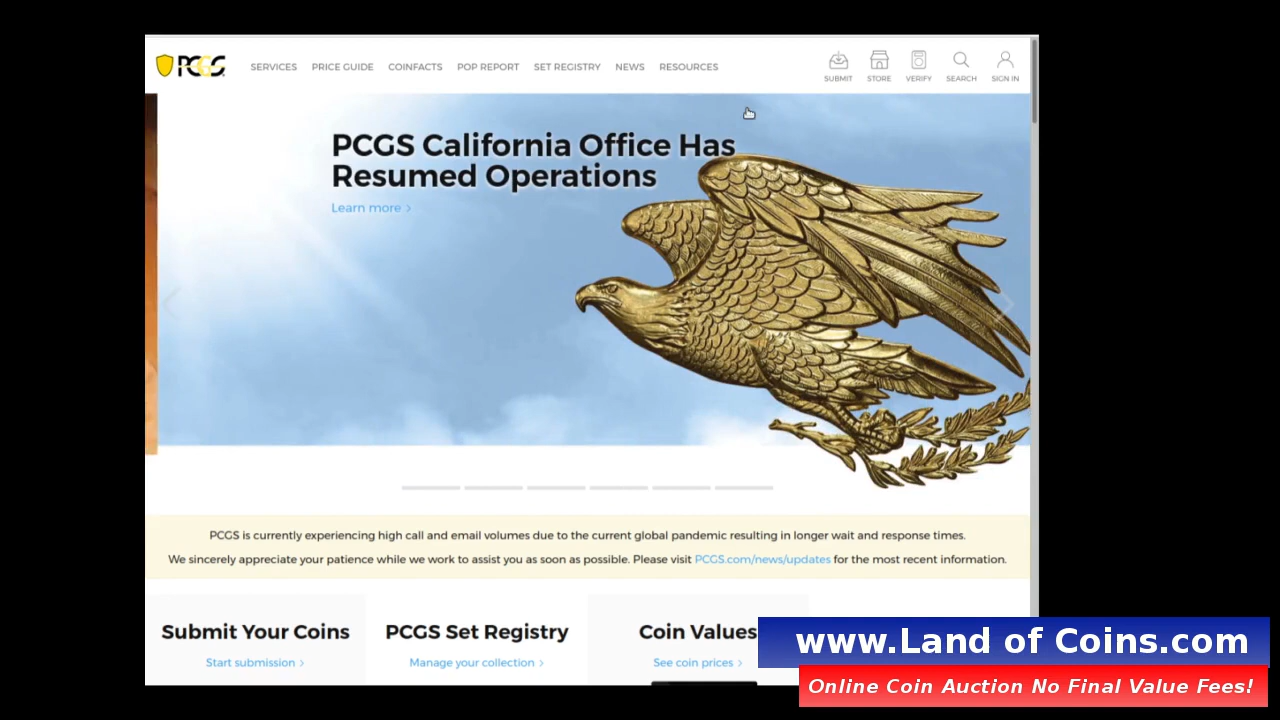 PCGS
SERVICES PRICE GUIDE COINFACTS POP REPORT SET REGISTRY NEWS RESOURCES
SUBMIT STORE VERIFY SEARCH SIGN IN
PCGS California Office Has
Resumed Operations
Learn more >
PCGS is currently experiencing high call and email volumes due to the current global pandemic resulting in longer wait and response times.
We sincerely appreciate your patience while we work to assist you as soon as possible. Please visit PCGS.com/news/updates for the most recent information.
Submit Your Coins
Start submission >
PCGS Set Registry
Manage your collection >
Coin Values
See coin prices >
www.Land of Coins.com
Online Coin Auction No Final Value Fees!